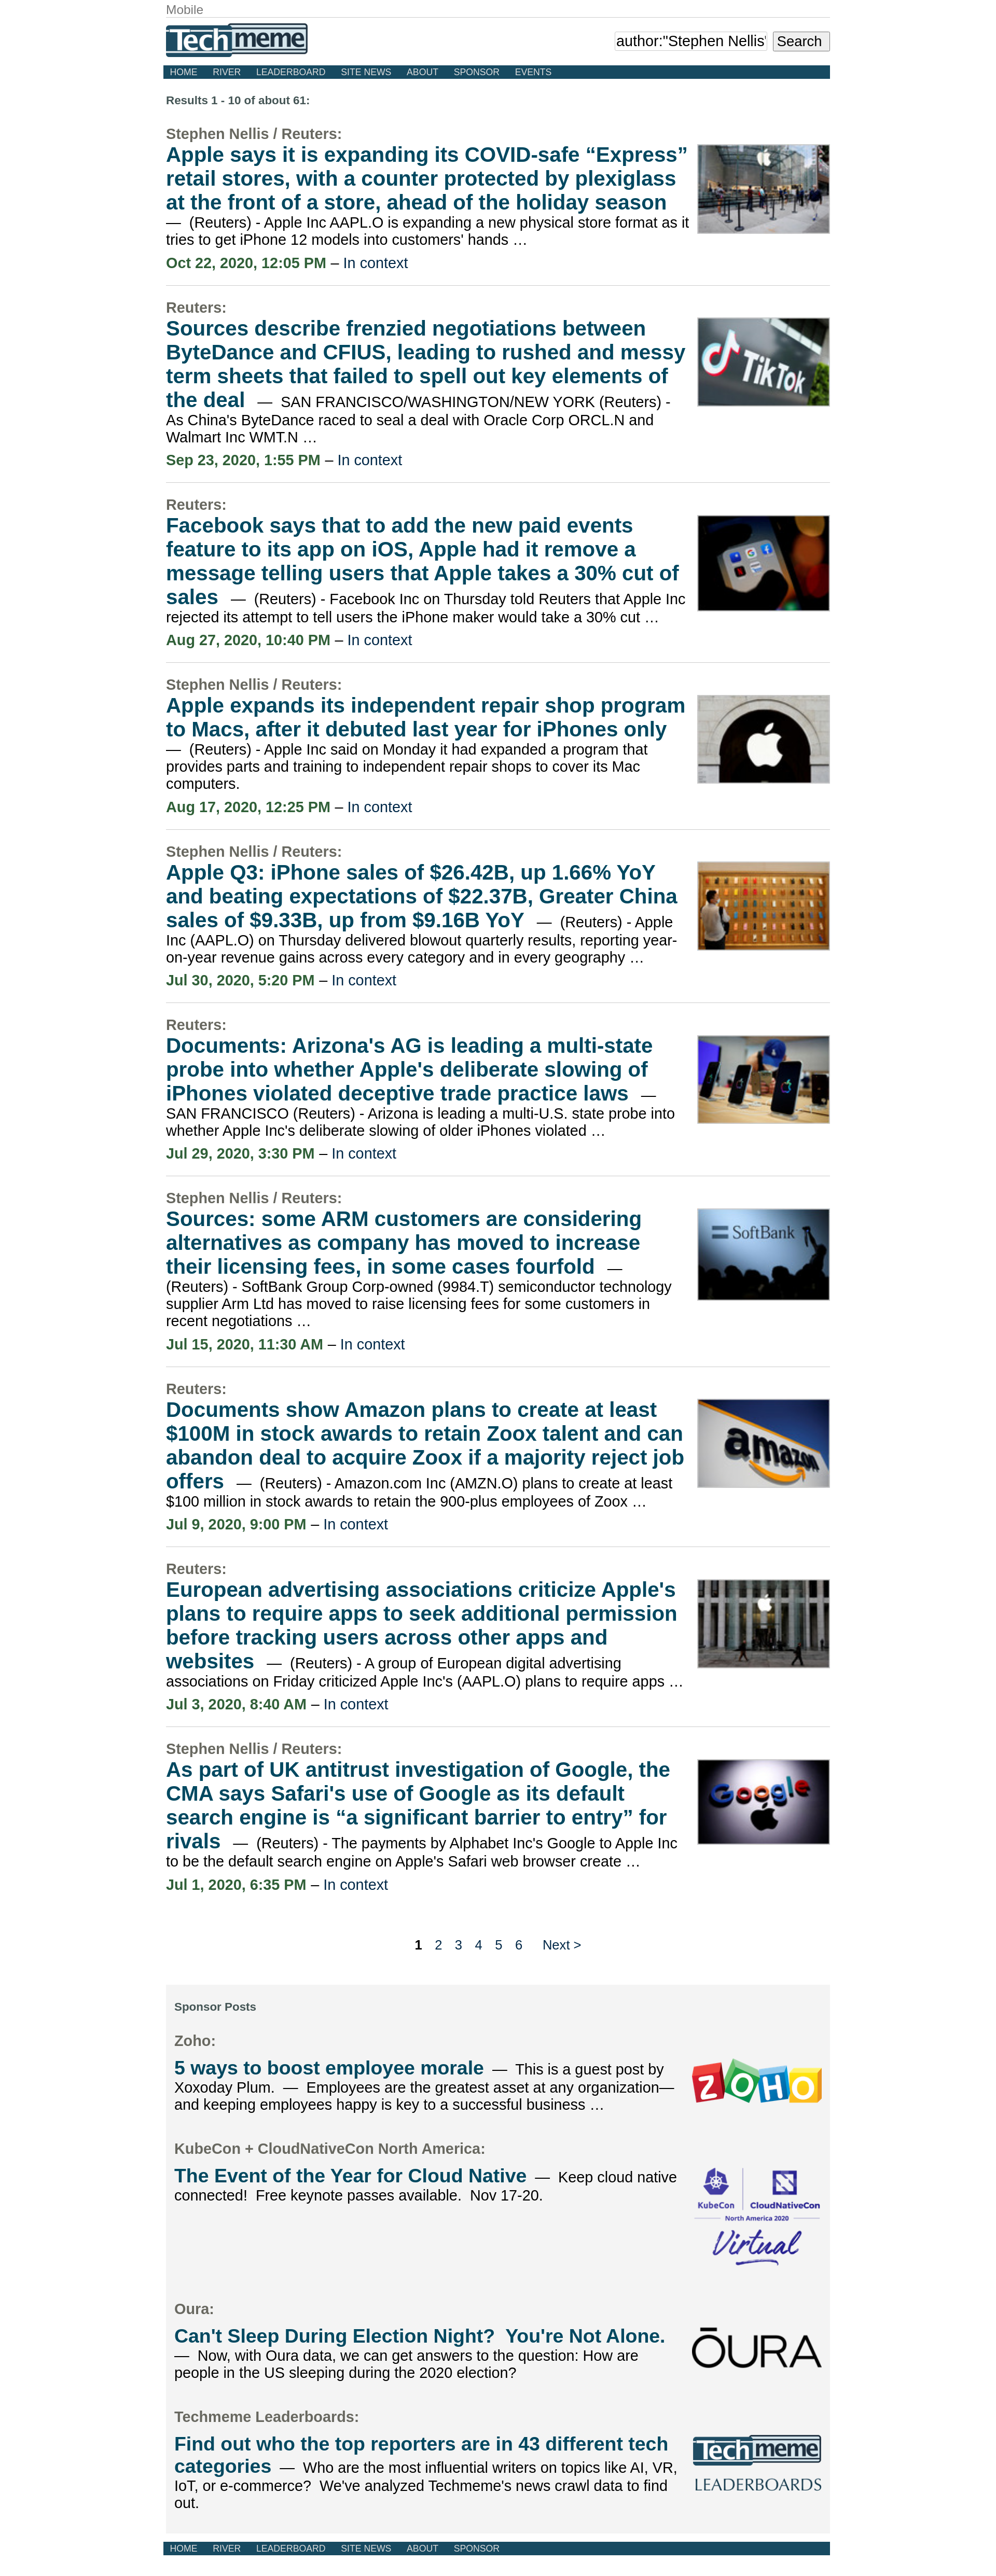 Mobile
Techmeme
author:"Stephen Nellis" Search
HOME RIVER LEADERBOARD SITE NEWS ABOUT SPONSOR EVENTS
Results 1 - 10 of about 61:
Stephen Nellis / Reuters:
Apple says it is expanding its COVID-safe “Express”
retail stores, with a counter protected by plexiglass
at the front of a store, ahead of the holiday season
— (Reuters) - Apple Inc AAPL.O is expanding a new physical store format as it
tries to get iPhone 12 models into customers' hands …
Oct 22, 2020, 12:05 PM – In context
Reuters:
Sources describe frenzied negotiations between
ByteDance and CFIUS, leading to rushed and messy
term sheets that failed to spell out key elements of
the deal — SAN FRANCISCO/WASHINGTON/NEW YORK (Reuters) -
As China's ByteDance raced to seal a deal with Oracle Corp ORCL.N and
Walmart Inc WMT.N …
TikTok
Sep 23, 2020, 1:55 PM – In context
Reuters:
Facebook says that to add the new paid events
feature to its app on iOS, Apple had it remove a
message telling users that Apple takes a 30% cut of
sales — (Reuters) - Facebook Inc on Thursday told Reuters that Apple Inc
rejected its attempt to tell users the iPhone maker would take a 30% cut …
Aug 27, 2020, 10:40 PM – In context
Stephen Nellis / Reuters:
Apple expands its independent repair shop program
to Macs, after it debuted last year for iPhones only
— (Reuters) - Apple Inc said on Monday it had expanded a program that
provides parts and training to independent repair shops to cover its Mac
computers.
Aug 17, 2020, 12:25 PM – In context
Stephen Nellis / Reuters:
Apple Q3: iPhone sales of $26.42B, up 1.66% YoY
and beating expectations of $22.37B, Greater China
sales of $9.33B, up from $9.16B YoY — (Reuters) - Apple
Inc (AAPL.O) on Thursday delivered blowout quarterly results, reporting year-
on-year revenue gains across every category and in every geography …
Jul 30, 2020, 5:20 PM – In context
Reuters:
Documents: Arizona's AG is leading a multi-state
probe into whether Apple's deliberate slowing of
iPhones violated deceptive trade practice laws —
SAN FRANCISCO (Reuters) - Arizona is leading a multi-U.S. state probe into
whether Apple Inc's deliberate slowing of older iPhones violated …
Jul 29, 2020, 3:30 PM – In context
Stephen Nellis / Reuters:
Sources: some ARM customers are considering
alternatives as company has moved to increase
their licensing fees, in some cases fourfold —
(Reuters) - SoftBank Group Corp-owned (9984.T) semiconductor technology
supplier Arm Ltd has moved to raise licensing fees for some customers in
recent negotiations …
SoftBank
Jul 15, 2020, 11:30 AM – In context
Reuters:
Documents show Amazon plans to create at least
$100M in stock awards to retain Zoox talent and can
abandon deal to acquire Zoox if a majority reject job
offers — (Reuters) - Amazon.com Inc (AMZN.O) plans to create at least
$100 million in stock awards to retain the 900-plus employees of Zoox …
amazon
Jul 9, 2020, 9:00 PM – In context
Reuters:
European advertising associations criticize Apple's
plans to require apps to seek additional permission
before tracking users across other apps and
websites — (Reuters) - A group of European digital advertising
associations on Friday criticized Apple Inc's (AAPL.O) plans to require apps …
Jul 3, 2020, 8:40 AM – In context
Stephen Nellis / Reuters:
As part of UK antitrust investigation of Google, the
CMA says Safari's use of Google as its default
search engine is “a significant barrier to entry” for
rivals — (Reuters) - The payments by Alphabet Inc's Google to Apple Inc
to be the default search engine on Apple's Safari web browser create …
Google
Jul 1, 2020, 6:35 PM – In context
1 2 3 4 5 6 Next >
Sponsor Posts
Zoho:
5 ways to boost employee morale — This is a guest post by
Xoxoday Plum. — Employees are the greatest asset at any organization—
and keeping employees happy is key to a successful business …
ZOHO
KubeCon + CloudNativeCon North America:
The Event of the Year for Cloud Native — Keep cloud native
connected! Free keynote passes available. Nov 17-20.
KubeCon CloudNativeCon
North America 2020
Virtual
Oura:
Can't Sleep During Election Night? You're Not Alone.
— Now, with Oura data, we can get answers to the question: How are
people in the US sleeping during the 2020 election?
ŌURA
Techmeme Leaderboards:
Find out who the top reporters are in 43 different tech
categories — Who are the most influential writers on topics like AI, VR,
IoT, or e-commerce? We've analyzed Techmeme's news crawl data to find
out.
Techmeme
LEADERBOARDS
HOME RIVER LEADERBOARD SITE NEWS ABOUT SPONSOR